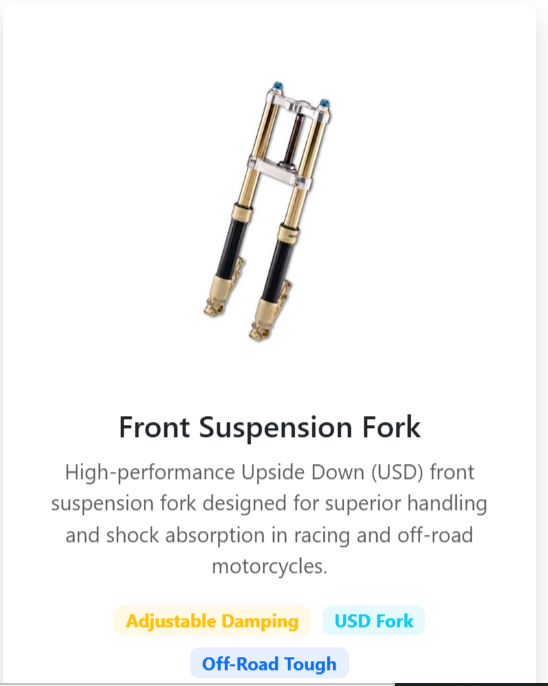 Front Suspension Fork
High-performance Upside Down (USD) front
suspension fork designed for superior handling
and shock absorption in racing and off-road
motorcycles.
Adjustable Damping USD Fork
Off-Road Tough